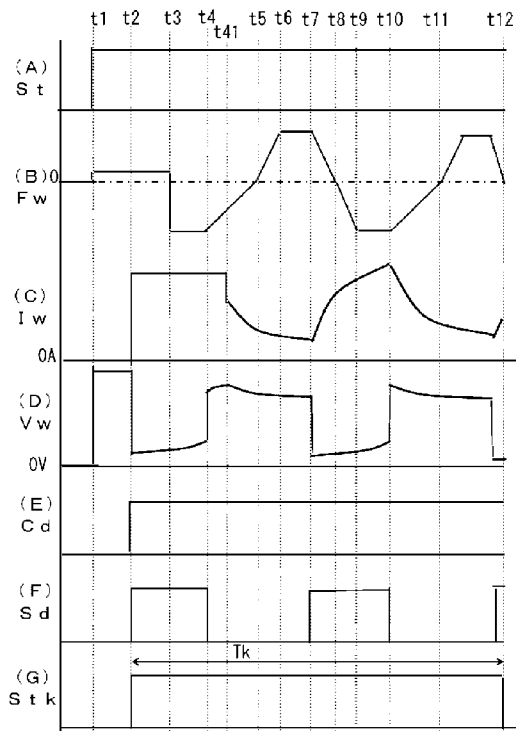 t1 t2 t3 t4 t5 t6 t7 t8 t9 t10 t11 t12
t41
(A)
St
(B) 0
Fw
(C)
Iw
0A
(D)
Vw
0V
(E)
Cd
(F)
Sd
Tk
(G)
Stk